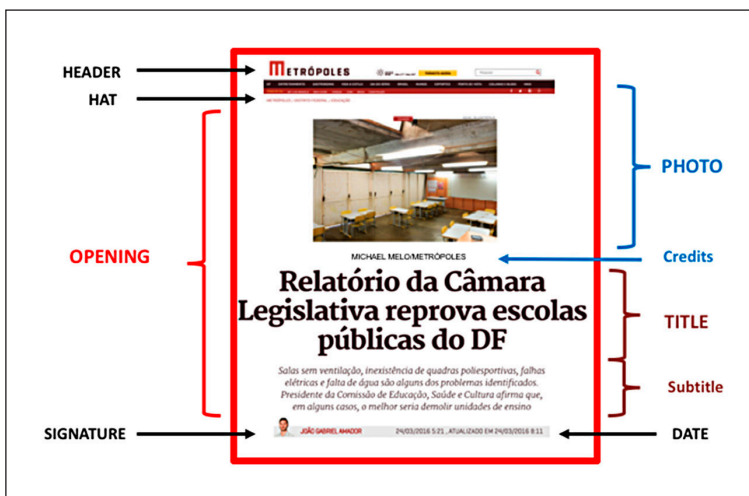 HEADER
METRÓPOLES
HAT
PHOTO
OPENING
MICHAEL MELO/METRÓPOLES
Credits
Relatório da Câmara
Legislativa reprova escolas
públicas do DF
TITLE
Salas sem ventilação, inexistência de quadras poliesportivas, falhas
elétricas e falta de água são alguns dos problemas identificados.
Presidente da Comissão de Educação, Saúde e Cultura afirma que,
em alguns casos, o melhor seria demolir unidades de ensino
Subtitle
SIGNATURE
JOÃO GABRIEL AMADOR
24/03/2016 5:21 , ATUALIZADO EM 24/03/2016 8:11
DATE